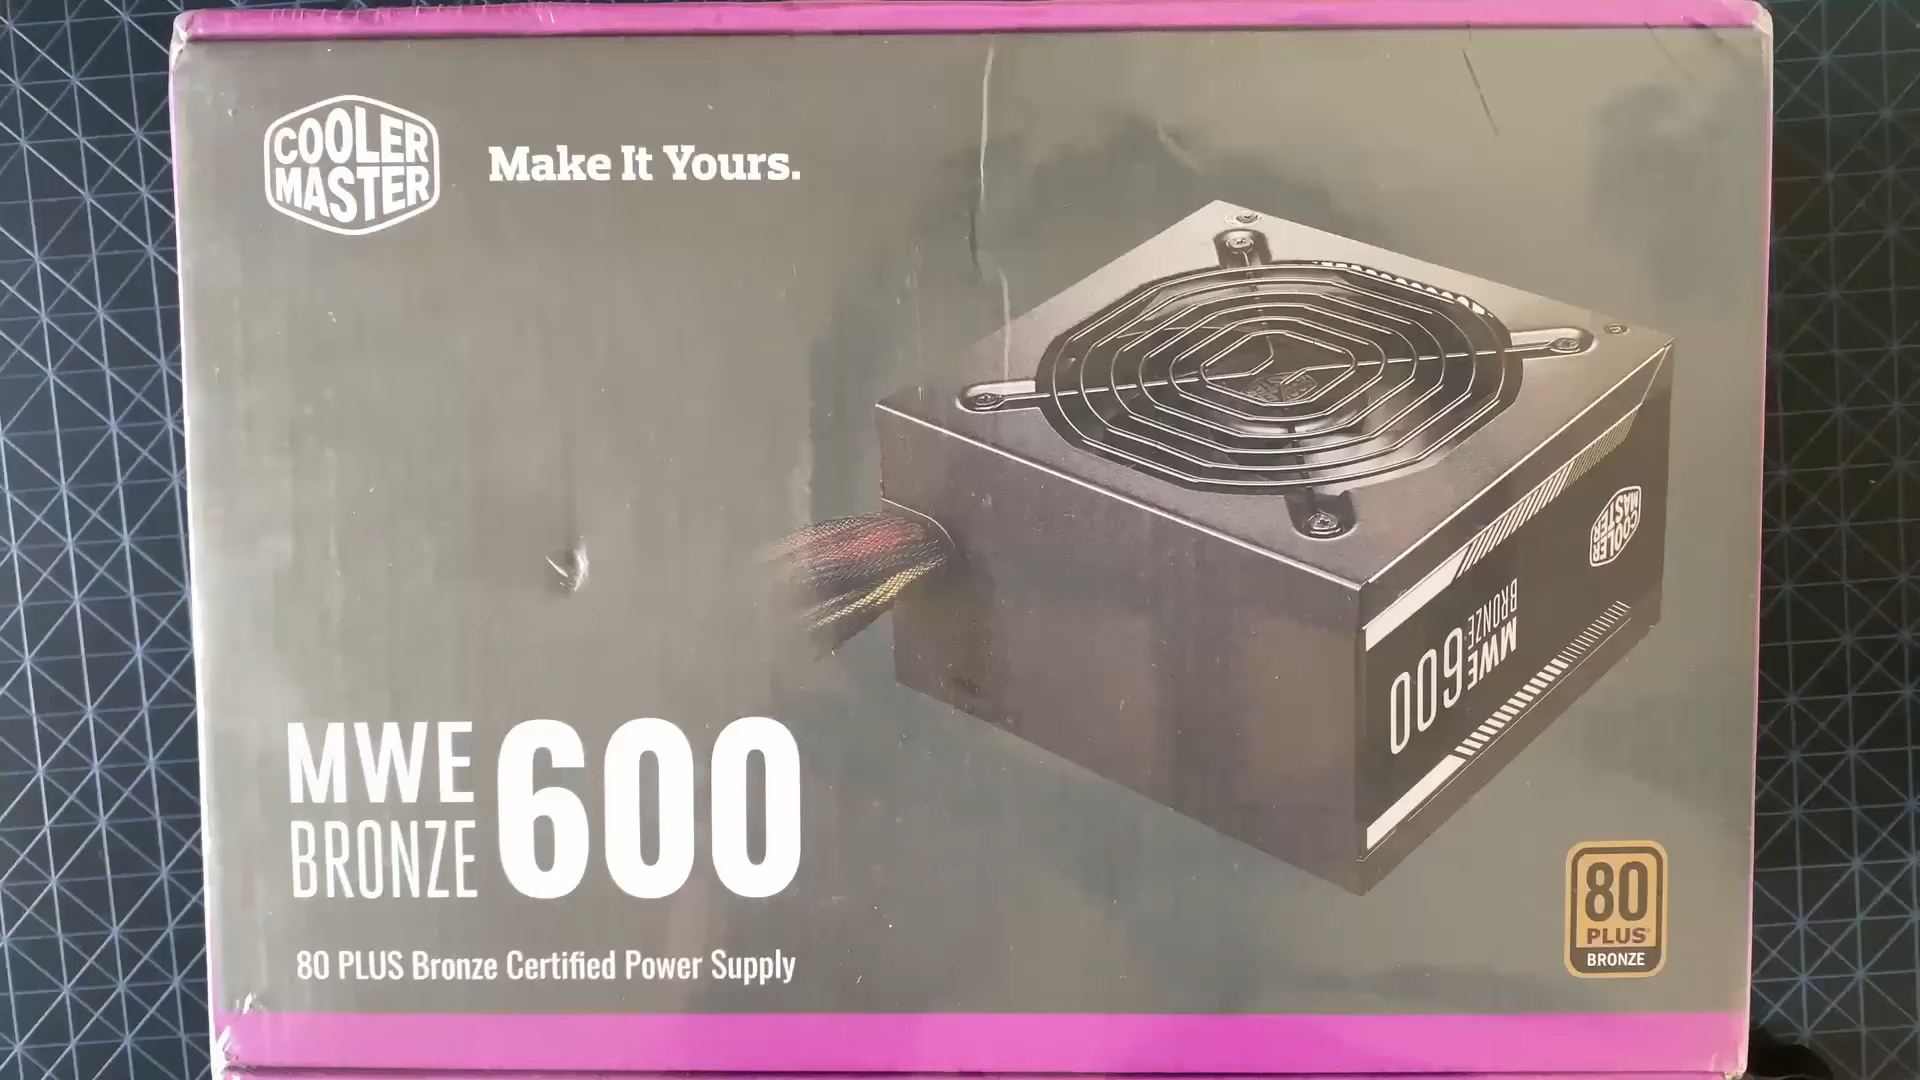 COOLER
MASTER
Make It Yours.
COOLER
MASTER
MWE
BRONZE
600
MWE
BRONZE
600
80 PLUS Bronze Certified Power Supply
80
PLUS
BRONZE